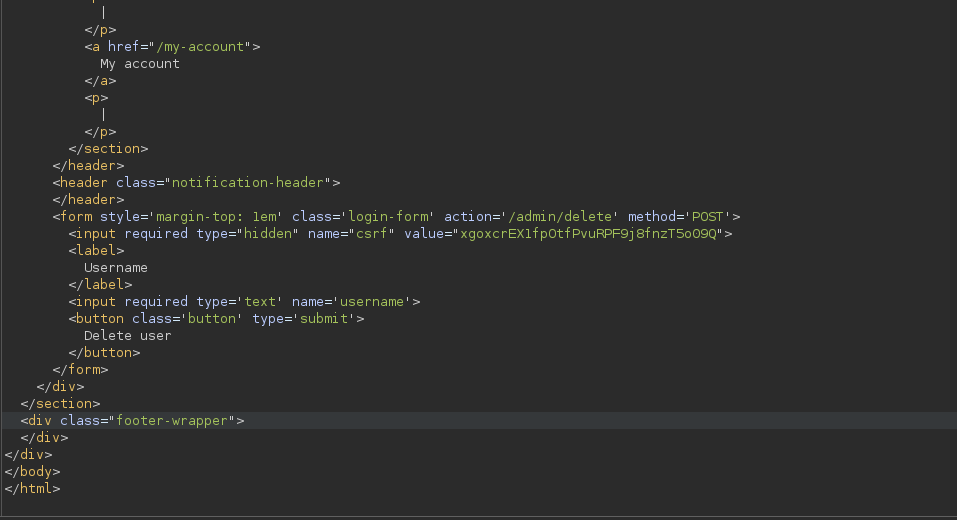 |
</p>
<a href="/my-account">
My account
</a>
<p>
|
</p>
</section>
</header>
<header class="notification-header">
</header>
<form style='margin-top: 1em' class='login-form' action='/admin/delete' method='POST'>
<input required type="hidden" name="csrf" value="xgoxcrEX1fpOtfPvuRPF9j8fnzT5oO9Q">
<label>
Username
</label>
<input required type='text' name='username'>
<button class='button' type='submit'>
Delete user
</button>
</form>
</div>
</section>
<div class="footer-wrapper">
</div>
</div>
</body>
</html>